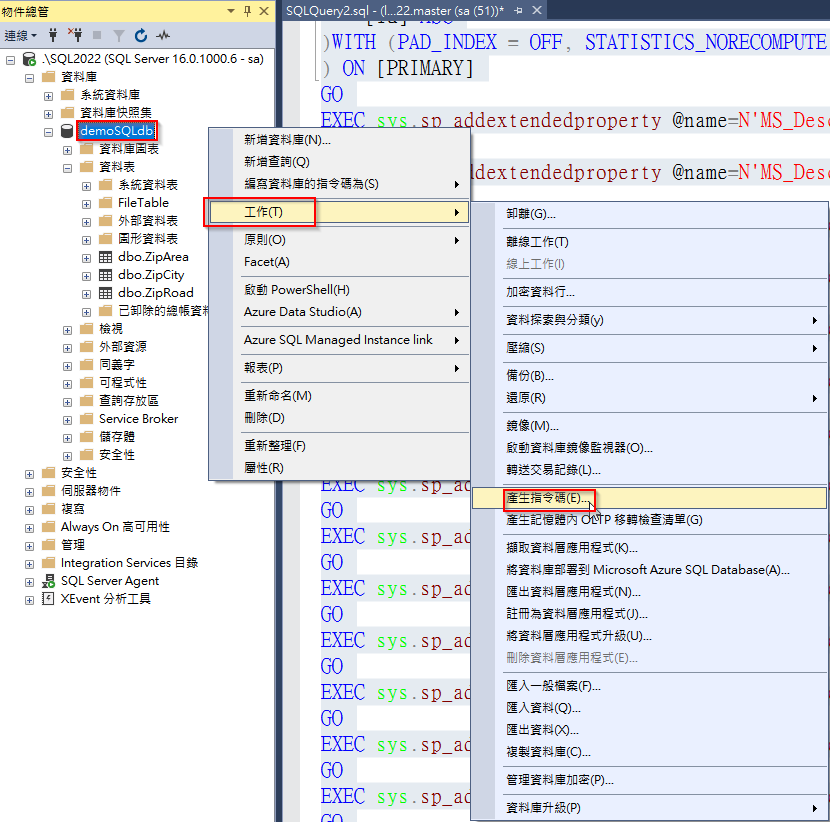 物件總管
連線
.\SQL2022 (SQL Server 16.0.1000.6 - sa)
資料庫
系統資料庫
資料庫快照集
demoSQLdb
資料庫圖表
資料表
系統資料表
FileTable
外部資料表
圖形資料表
dbo.ZipArea
dbo.ZipCity
dbo.ZipRoad
已卸除的總帳資料
檢視
外部資源
同義字
可程式性
查詢存放區
Service Broker
儲存體
安全性
安全性
伺服器物件
複寫
Always On 高可用性
管理
Integration Services 目錄
SQL Server Agent
XEvent 分析工具
SQLQuery2.sql - (l...22.master (sa (51))*
[id] ASC
)WITH (PAD_INDEX = OFF, STATISTICS_NORECOMPUTE
) ON [PRIMARY]
GO
EXEC sys.sp_addextendedproperty @name=N'MS_Desc
ddextendedproperty @name=N'MS_Desc
新增資料庫(N)...
新增查詢(Q)
編寫資料庫的指令碼為(S)
工作(T)
原則(O)
Facet(A)
啟動 PowerShell(H)
Azure Data Studio(A)
Azure SQL Managed Instance link
報表(P)
重新命名(M)
刪除(D)
重新整理(F)
屬性(R)
卸離(G)...
離線工作(T)
線上工作(I)
加密資料行...
資料探索與分類(y)
壓縮(S)
備份(B)...
還原(R)
鏡像(M)...
啟動資料庫鏡像監視器(O)...
轉送交易記錄(L)...
產生指令碼(E)...
產生記憶體內 OLTP 移轉檢查清單(G)
擷取資料層應用程式(K)...
將資料庫部署到 Microsoft Azure SQL Database(A)...
匯出資料層應用程式(N)...
註冊為資料層應用程式(J)...
將資料層應用程式升級(U)...
刪除資料層應用程式(E)...
匯入一般檔案(F)...
匯入資料(Q)...
匯出資料(X)...
複製資料庫(C)...
管理資料庫加密(P)...
資料庫升級(P)
EXEC sys.sp_ad
GO
EXEC sys.sp_ad
GO
EXEC sys.sp_ad
GO
EXEC sys.sp_ad
GO
EXEC sys.sp_ad
GO
EXEC sys.sp_ad
GO
EXEC sys.sp_ad
GO